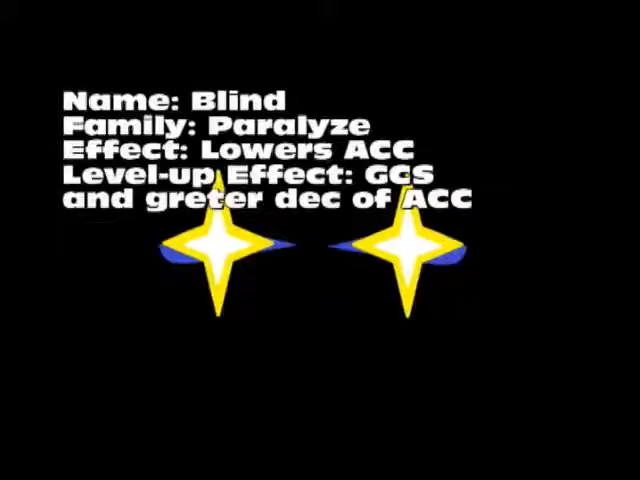 Name: Blind
Family: Paralyze
Effect: Lowers ACC
Level-up Effect: GCS
and greter dec of ACC